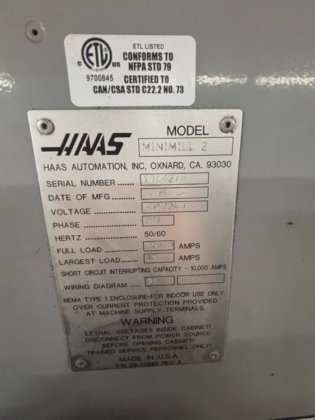 ETL LISTED
CONFORMS TO
NFPA STD 79
ETL
C US
9700845
CERTIFIED TO
CAN/CSA STD C22.2 NO. 73
HAAS
MODEL
MINIMILL 2
HAAS AUTOMATION, INC, OXNARD, CA. 93030
SERIAL NUMBER
DATE OF MFG
VOLTAGE
PHASE
HERTZ 50/60
FULL LOAD AMPS
LARGEST LOAD AMPS
SHORT CIRCUIT INTERRUPTING CAPACITY - 10,000 AMPS
WIRING DIAGRAM
NEMA TYPE 1 ENCLOSURE-FOR INDOOR USE ONLY
OVER CURRENT PROTECTION PROVIDED
AT MACHINE SUPPLY TERMINALS.
WARNING
LETHAL VOLTAGES INSIDE CABINET!
DISCONNECT FROM POWER SOURCE
BEFORE OPENING CABINET!
TRAINED SERVICE PERSONNEL ONLY!
MADE IN U.S.A.